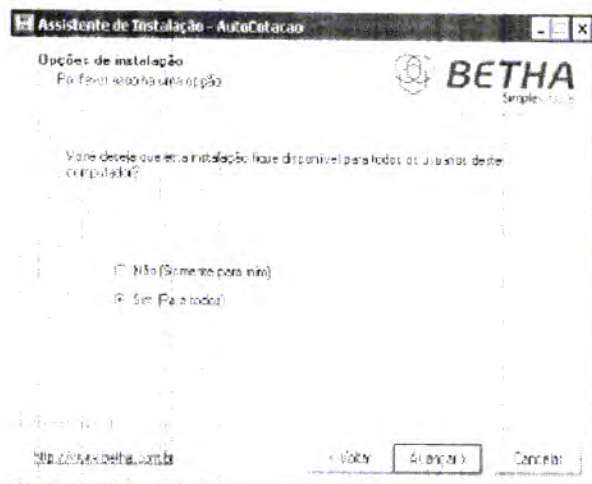 Assistente de Instalação - AutoCotacao
Opções de instalação
Por favor escolha uma opção
BETHA
Simples
Você deseja que esta instalação fique disponível para todos os usuários deste
computador?
Não (Somente para mim)
Sim (Para todos)
http://www.betha.com.br
< Voltar
Avançar >
Cancelar